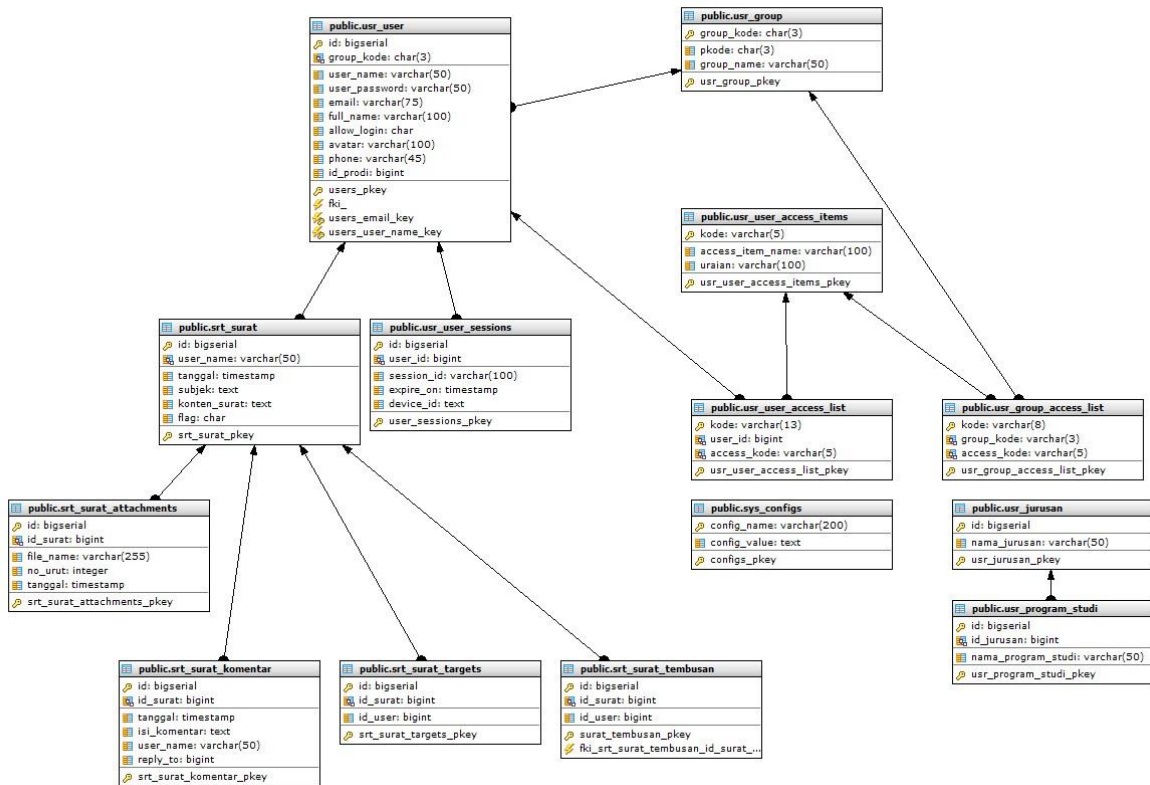 public.usr_user
id: bigserial
group_kode: char(3)
user_name: varchar(50)
user_password: varchar(50)
email: varchar(75)
full_name: varchar(100)
allow_login: char
avatar: varchar(100)
phone: varchar(45)
id_prodi: bigint
users_pkey
fki_
users_email_key
users_user_name_key
public.usr_group
group_kode: char(3)
pkode: char(3)
group_name: varchar(50)
usr_group_pkey
public.usr_user_access_items
kode: varchar(5)
access_item_name: varchar(100)
uraian: varchar(100)
usr_user_access_items_pkey
public.srt_surat
id: bigserial
user_name: varchar(50)
tanggal: timestamp
subjek: text
konten_surat: text
flag: char
srt_surat_pkey
public.usr_user_sessions
id: bigserial
user_id: bigint
session_id: varchar(100)
expire_on: timestamp
device_id: text
user_sessions_pkey
public.usr_user_access_list
kode: varchar(13)
user_id: bigint
access_kode: varchar(5)
usr_user_access_list_pkey
public.usr_group_access_list
kode: varchar(8)
group_kode: varchar(3)
access_kode: varchar(5)
usr_group_access_list_pkey
public.srt_surat_attachments
id: bigserial
id_surat: bigint
file_name: varchar(255)
no_urut: integer
tanggal: timestamp
srt_surat_attachments_pkey
public.sys_configs
config_name: varchar(200)
config_value: text
configs_pkey
public.usr_jurusan
id: bigserial
nama_jurusan: varchar(50)
usr_jurusan_pkey
public.usr_program_studi
id: bigserial
id_jurusan: bigint
nama_program_studi: varchar(50)
usr_program_studi_pkey
public.srt_surat_komentar
id: bigserial
id_surat: bigint
tanggal: timestamp
isi_komentar: text
user_name: varchar(50)
reply_to: bigint
srt_surat_komentar_pkey
public.srt_surat_targets
id: bigserial
id_surat: bigint
id_user: bigint
srt_surat_targets_pkey
public.srt_surat_tembusan
id: bigserial
id_surat: bigint
id_user: bigint
surat_tembusan_pkey
fki_srt_surat_tembusan_id_surat_...